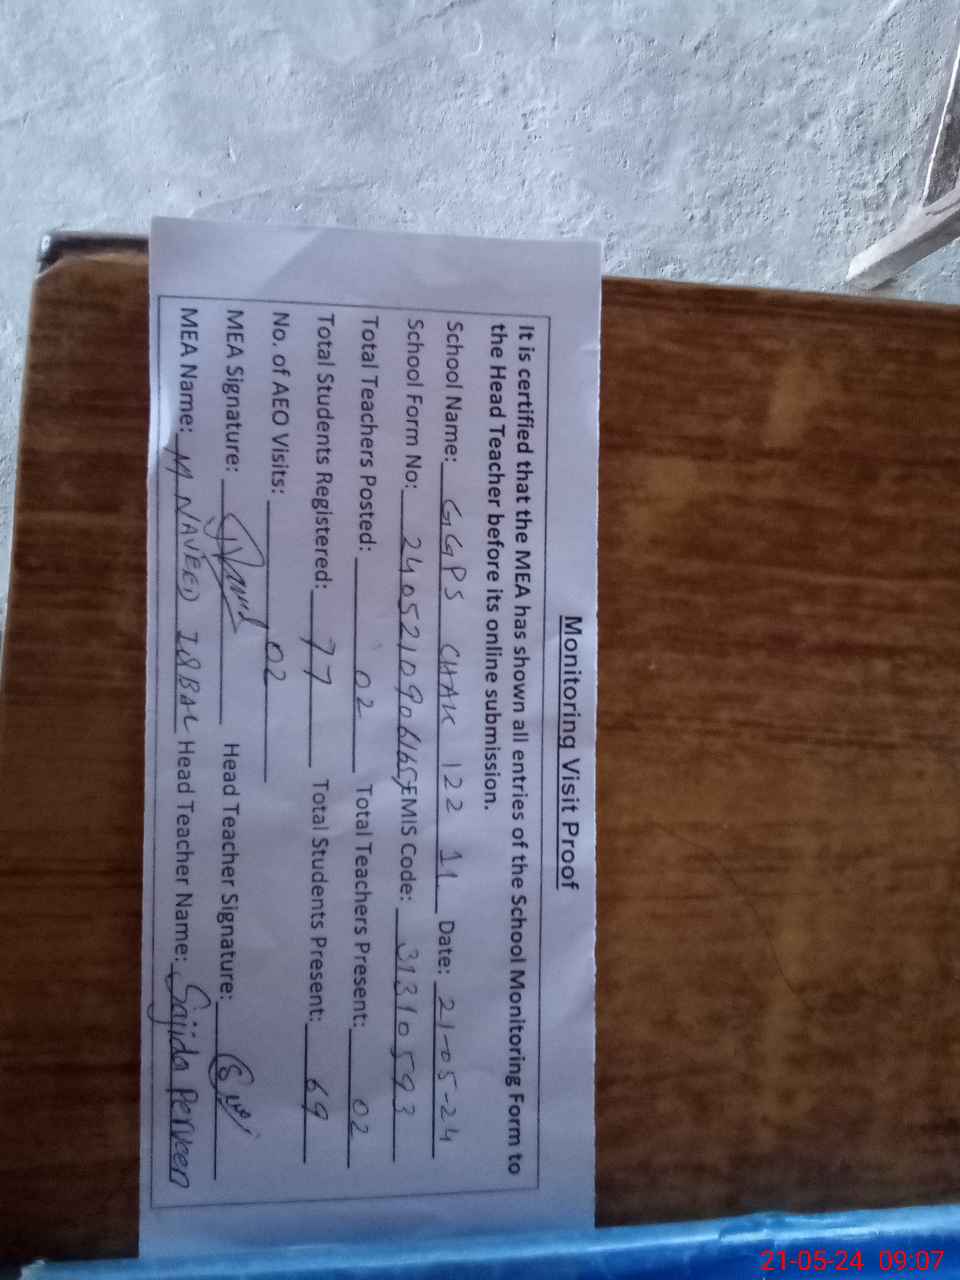 Monitoring Visit Proof
It is certified that the MEA has shown all entries of the School Monitoring Form to
the Head Teacher before its online submission.
School Name: GGPS CHAK 122 1L Date: 21-05-24
School Form No: EMIS Code: 31310593
Total Teachers Posted: 02 Total Teachers Present: 02
Total Students Registered: 77 Total Students Present: 69
No. of AEO Visits: 02
MEA Signature: Head Teacher Signature:
MEA Name: M NAVEED IQBAL Head Teacher Name: Sajida Perveen
21-05-24 09:07